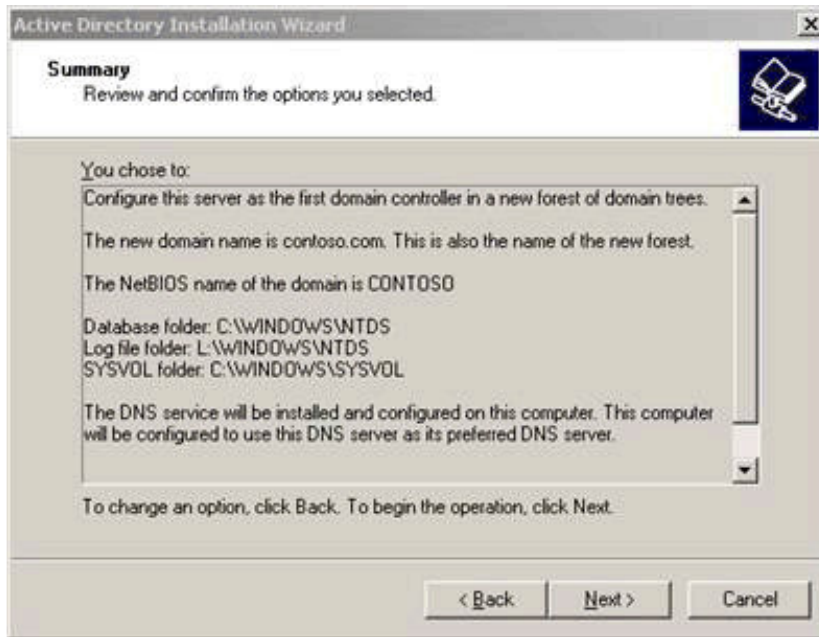 Active Directory Installation Wizard
Summary
Review and confirm the options you selected.
You chose to:
Configure this server as the first domain controller in a new forest of domain trees.
The new domain name is contoso.com. This is also the name of the new forest.
The NetBIOS name of the domain is CONTOSO
Database folder: C:\WINDOWS\NTDS
Log file folder: L:\WINDOWS\NTDS
SYSVOL folder: C:\WINDOWS\SYSVOL
The DNS service will be installed and configured on this computer. This computer
will be configured to use this DNS server as its preferred DNS server.
To change an option, click Back. To begin the operation, click Next.
< Back
Next >
Cancel